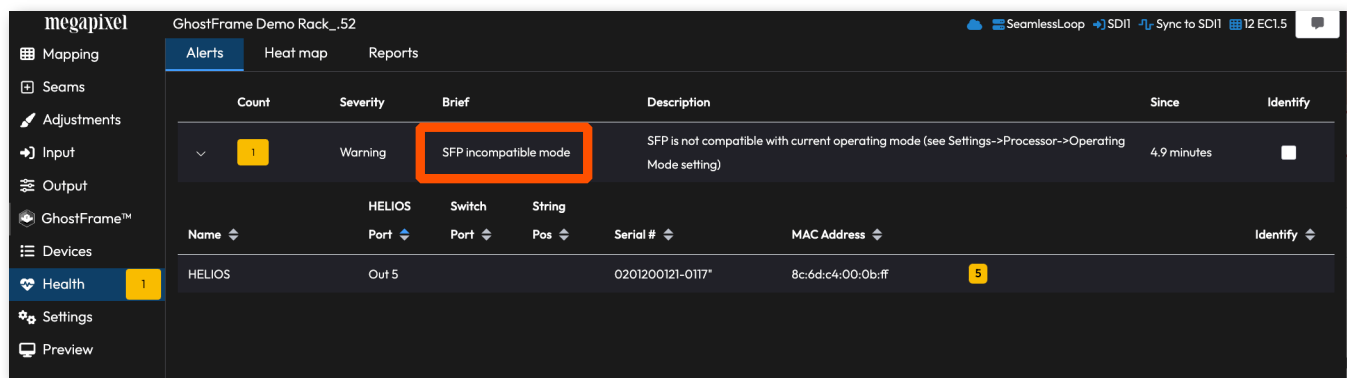 megapixel
GhostFrame Demo Rack_.52
SeamlessLoop SDI1 Sync to SDI1 12 EC1.5
Mapping
Seams
Adjustments
Input
Output
GhostFrame™
Devices
Health 1
Settings
Preview
Alerts Heat map Reports
Count Severity Brief Description Since Identify
1 Warning SFP incompatible mode SFP is not compatible with current operating mode (see Settings->Processor->Operating
Mode setting) 4.9 minutes
HELIOS Switch String
Name Port Port Pos Serial # MAC Address Identify
HELIOS Out 5 0201200121-0117" 8c:6d:c4:00:0b:ff 5